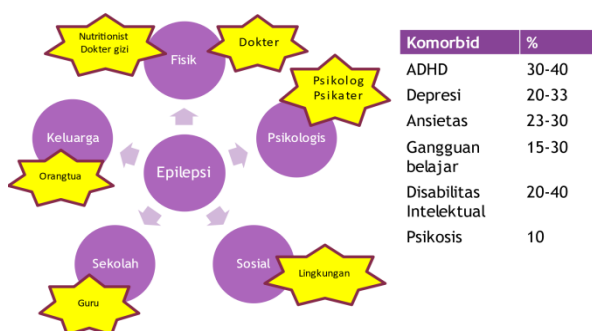 Nutritionist
Dokter gizi
Fisik
Dokter
Psikolog
Psikater
Psikologis
Keluarga
Orangtua
Epilepsi
Sekolah
Guru
Sosial
Lingkungan
Komorbid %
ADHD 30-40
Depresi 20-33
Ansietas 23-30
Gangguan 15-30
belajar
Disabilitas 20-40
Intelektual
Psikosis 10